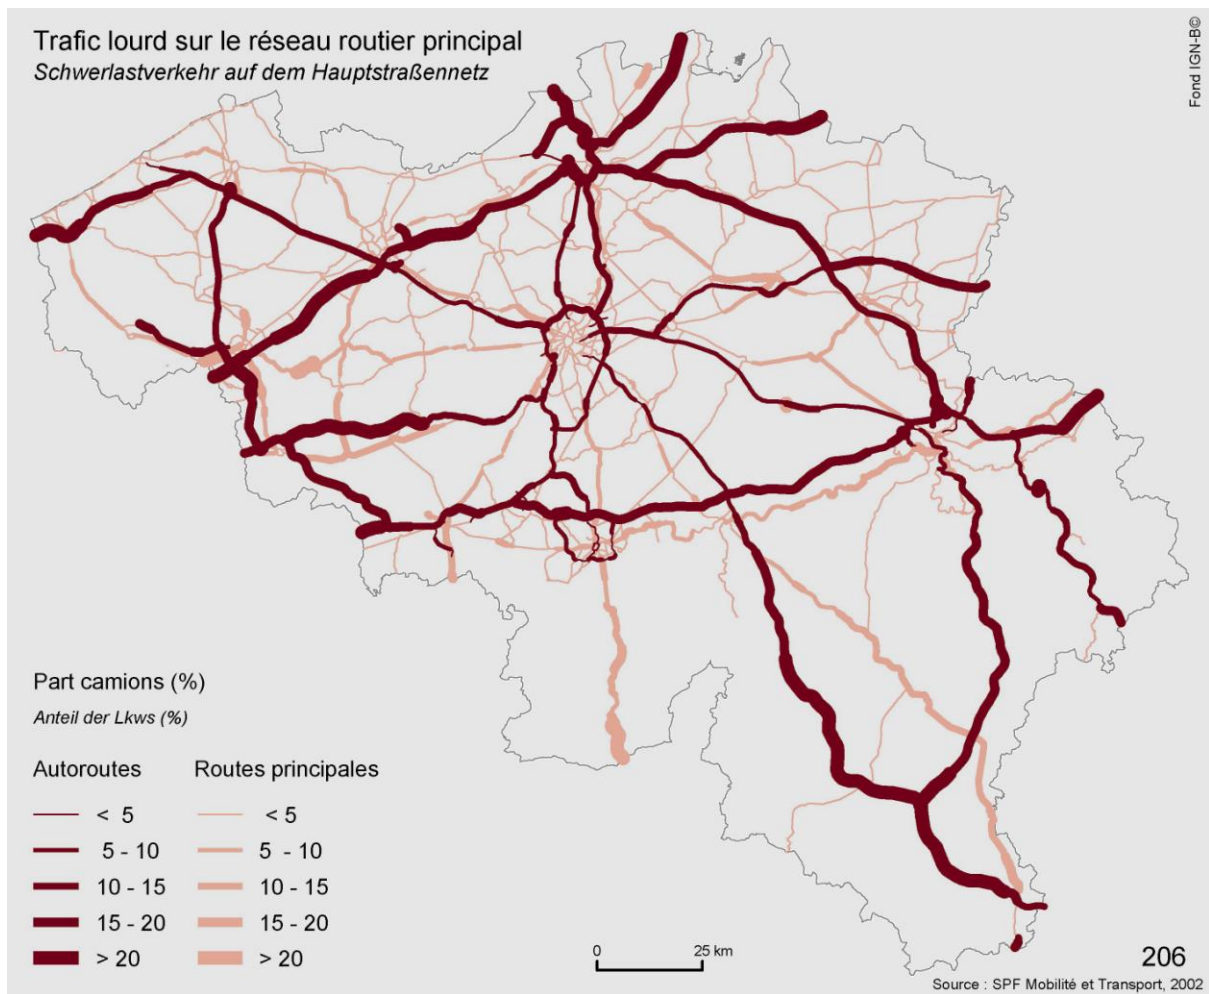 Trafic lourd sur le réseau routier principal
Schwerlastverkehr auf dem Hauptstraßennetz
Fond IGN-B©
Part camions (%)
Anteil der Lkws (%)
Autoroutes Routes principales
< 5 < 5
5 - 10 5 - 10
10 - 15 10 - 15
15 - 20 15 - 20
> 20 > 20
0 25 km
206
Source : SPF Mobilité et Transport, 2002